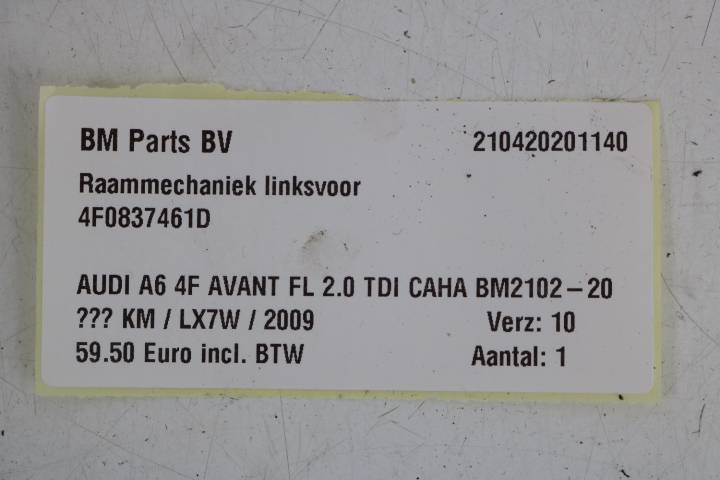 BM Parts BV 210420201140
Raammechaniek linksvoor
4F0837461D
AUDI A6 4F AVANT FL 2.0 TDI CAHA BM2102-20
??? KM / LX7W / 2009 Verz: 10
59.50 Euro incl. BTW Aantal: 1